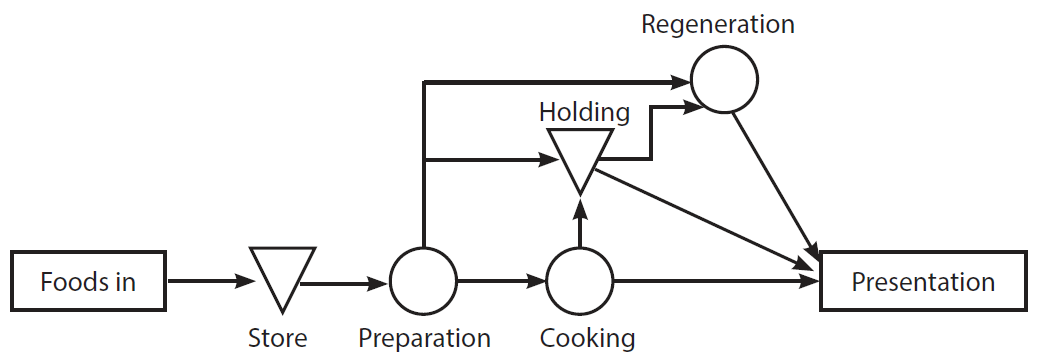 Regeneration
Holding
Foods in
Presentation
Store
Preparation
Cooking